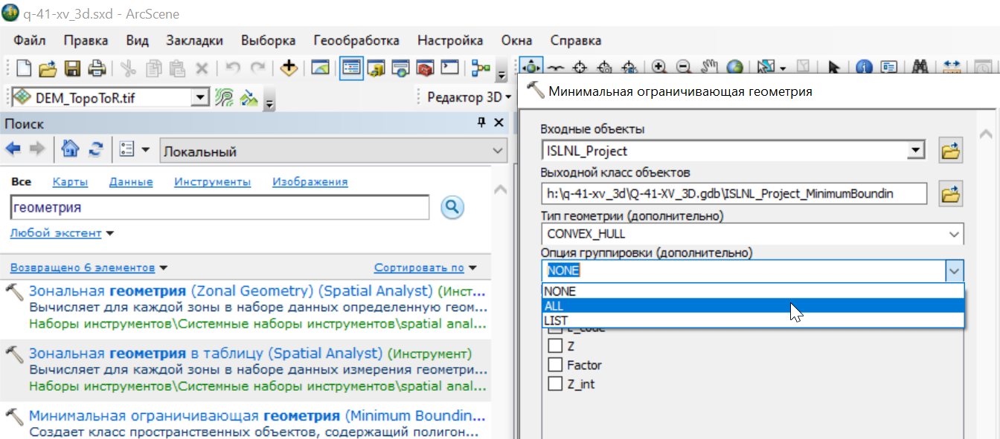 q-41-xv_3d.sxd - ArcScene
Файл Правка Вид Закладки Выборка Геообработка Настройка Окна Справка
DEM_TopoToR.tif
Редактор 3D
Поиск
Локальный
Все Карты Данные Инструменты Изображения
геометрия
Любой экстент
Возвращено 6 элементов Сортировать по
Зональная геометрия (Zonal Geometry) (Spatial Analyst) (Инст...
Вычисляет для каждой зоны в наборе данных определенную геом...
Наборы инструментов\Системные наборы инструментов\spatial anal...
Зональная геометрия в таблицу (Spatial Analyst) (Инструмент)
Вычисляет для каждой зоны в наборе данных измерения геометри...
Наборы инструментов\Системные наборы инструментов\spatial anal...
Минимальная ограничивающая геометрия (Minimum Boundin...
Создает класс пространственных объектов, содержащий полигон...
Минимальная ограничивающая геометрия
Входные объекты
ISLNL_Project
Выходной класс объектов
h:\q-41-xv_3d\Q-41-XV_3D.gdb\ISLNL_Project_MinimumBoundin
Тип геометрии (дополнительно)
CONVEX_HULL
Опция группировки (дополнительно)
NONE
NONE
ALL
LIST
Z
Factor
Z_int